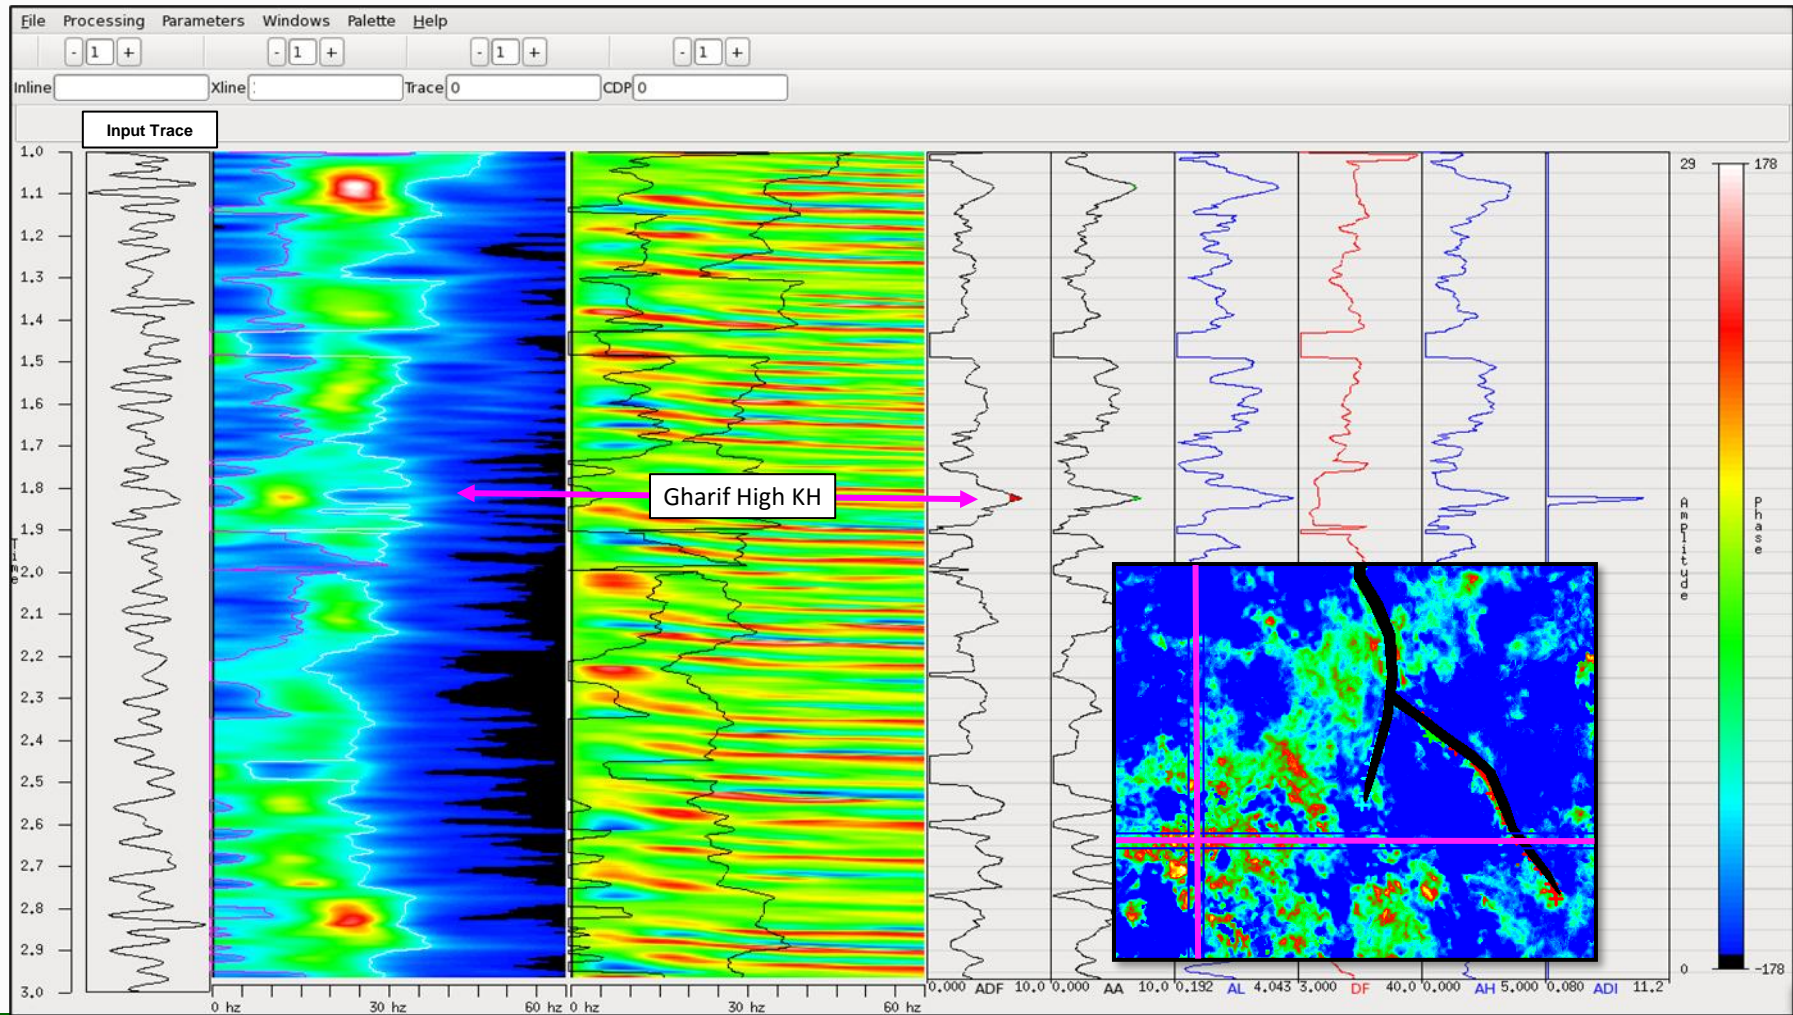 File Processing Parameters Windows Palette Help
- 1 + - 1 + - 1 + - 1 +
Inline Xline : Trace 0 CDP 0
Input Trace
1.0
1.1
1.2
1.3
1.4
1.5
1.6
1.7
1.8
1.9
2.0
2.1
2.2
2.3
2.4
2.5
2.6
2.7
2.8
2.9
3.0
Time
Gharif High KH
29 178
Amplitude
Phase
0 -178
0 hz 30 hz 60 hz 0 hz 30 hz 60 hz
0.000 ADF 10.0 0.000 AA 10.0 0.192 AL 4.043 3.000 DF 40.0 0.000 AH 5.000 0.080 ADI 11.2